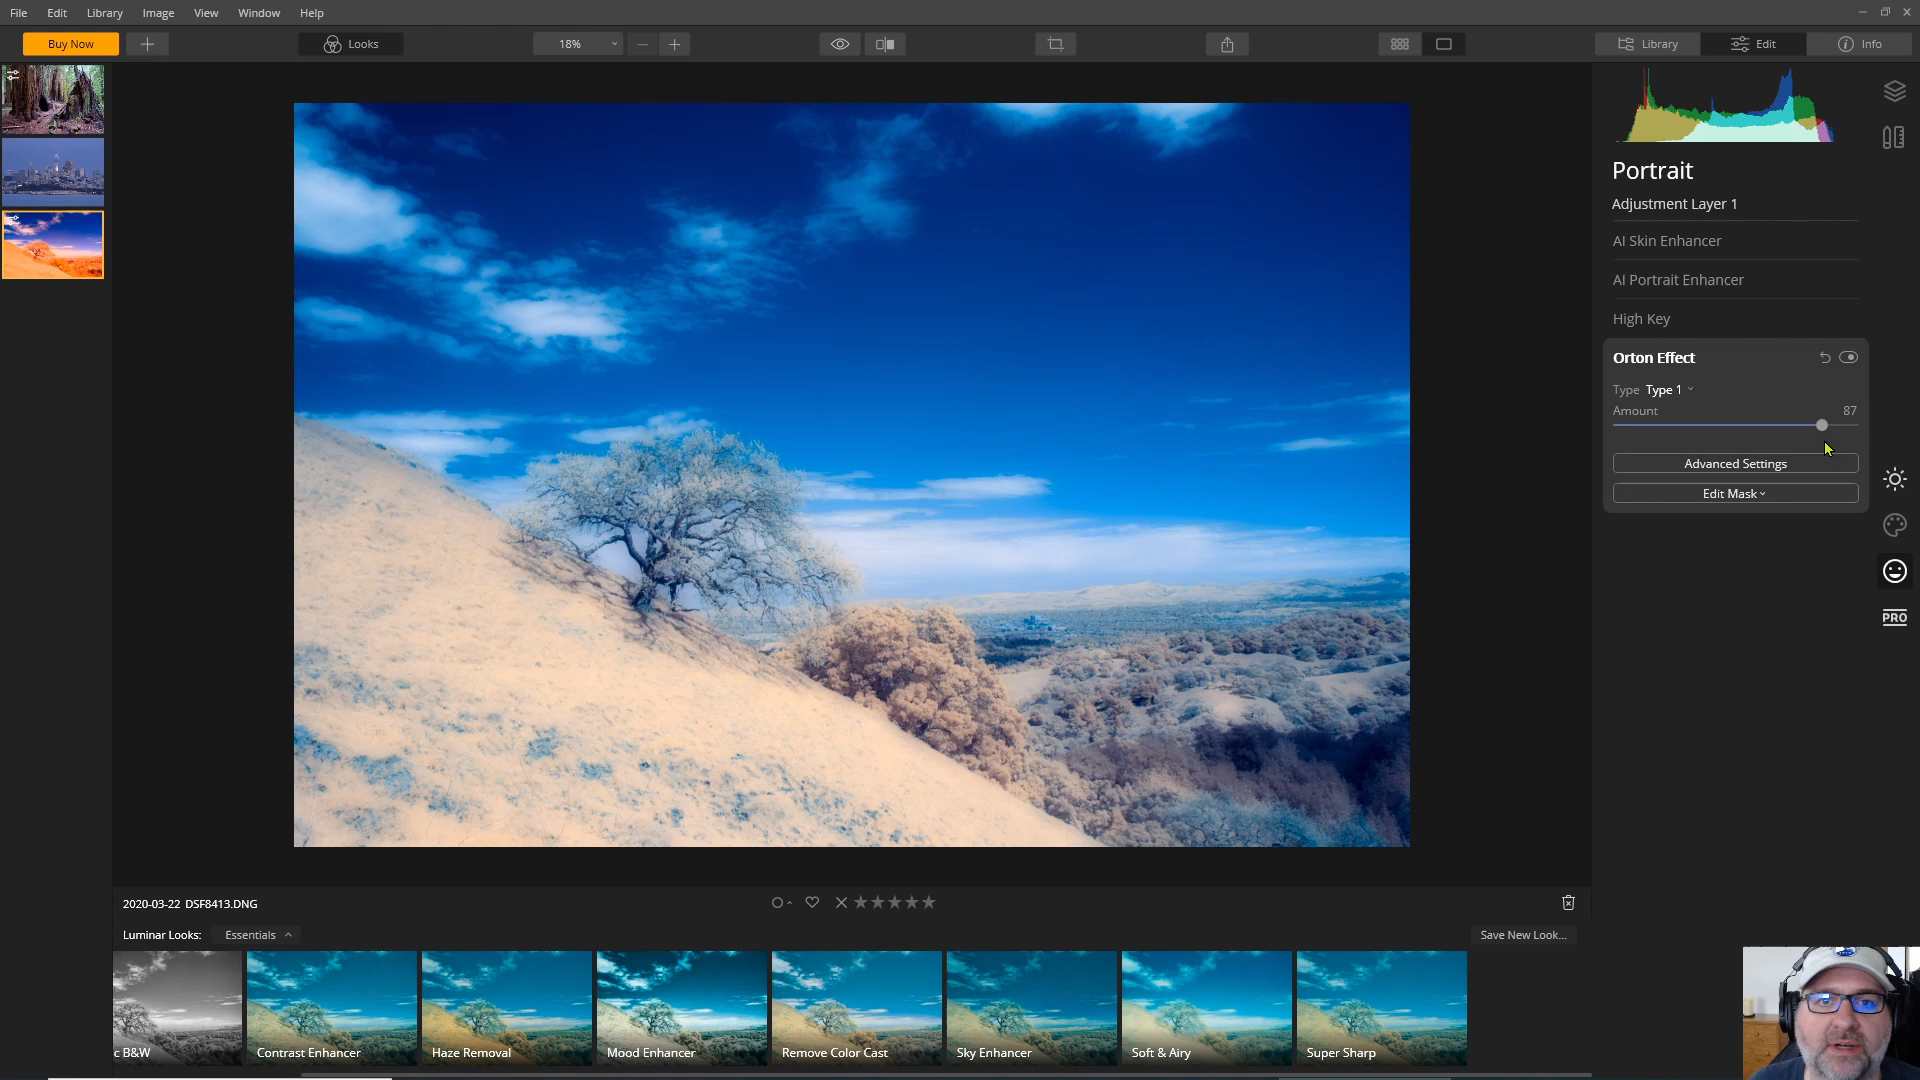 File Edit Library Image View Window Help
Buy Now Looks 18% Library Edit Info
Portrait
Adjustment Layer 1
AI Skin Enhancer
AI Portrait Enhancer
High Key
Orton Effect
Type Type 1
Amount 87
Advanced Settings
Edit Mask
PRO
2020-03-22 DSF8413.DNG
Luminar Looks: Essentials Save New Look...
c B&W Contrast Enhancer Haze Removal Mood Enhancer Remove Color Cast Sky Enhancer Soft & Airy Super Sharp